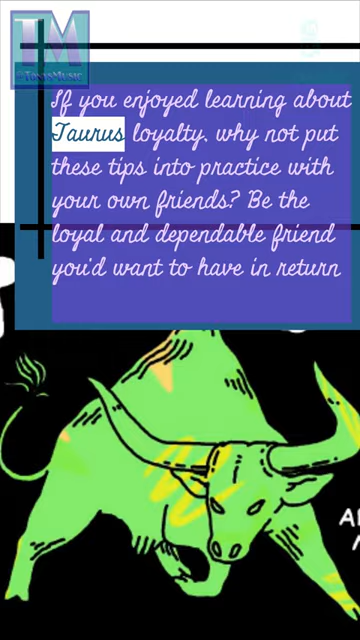 TM
@TonysMusic
If you enjoyed learning about
Taurus loyalty, why not put
these tips into practice with
your own friends? Be the
loyal and dependable friend
you'd want to have in return